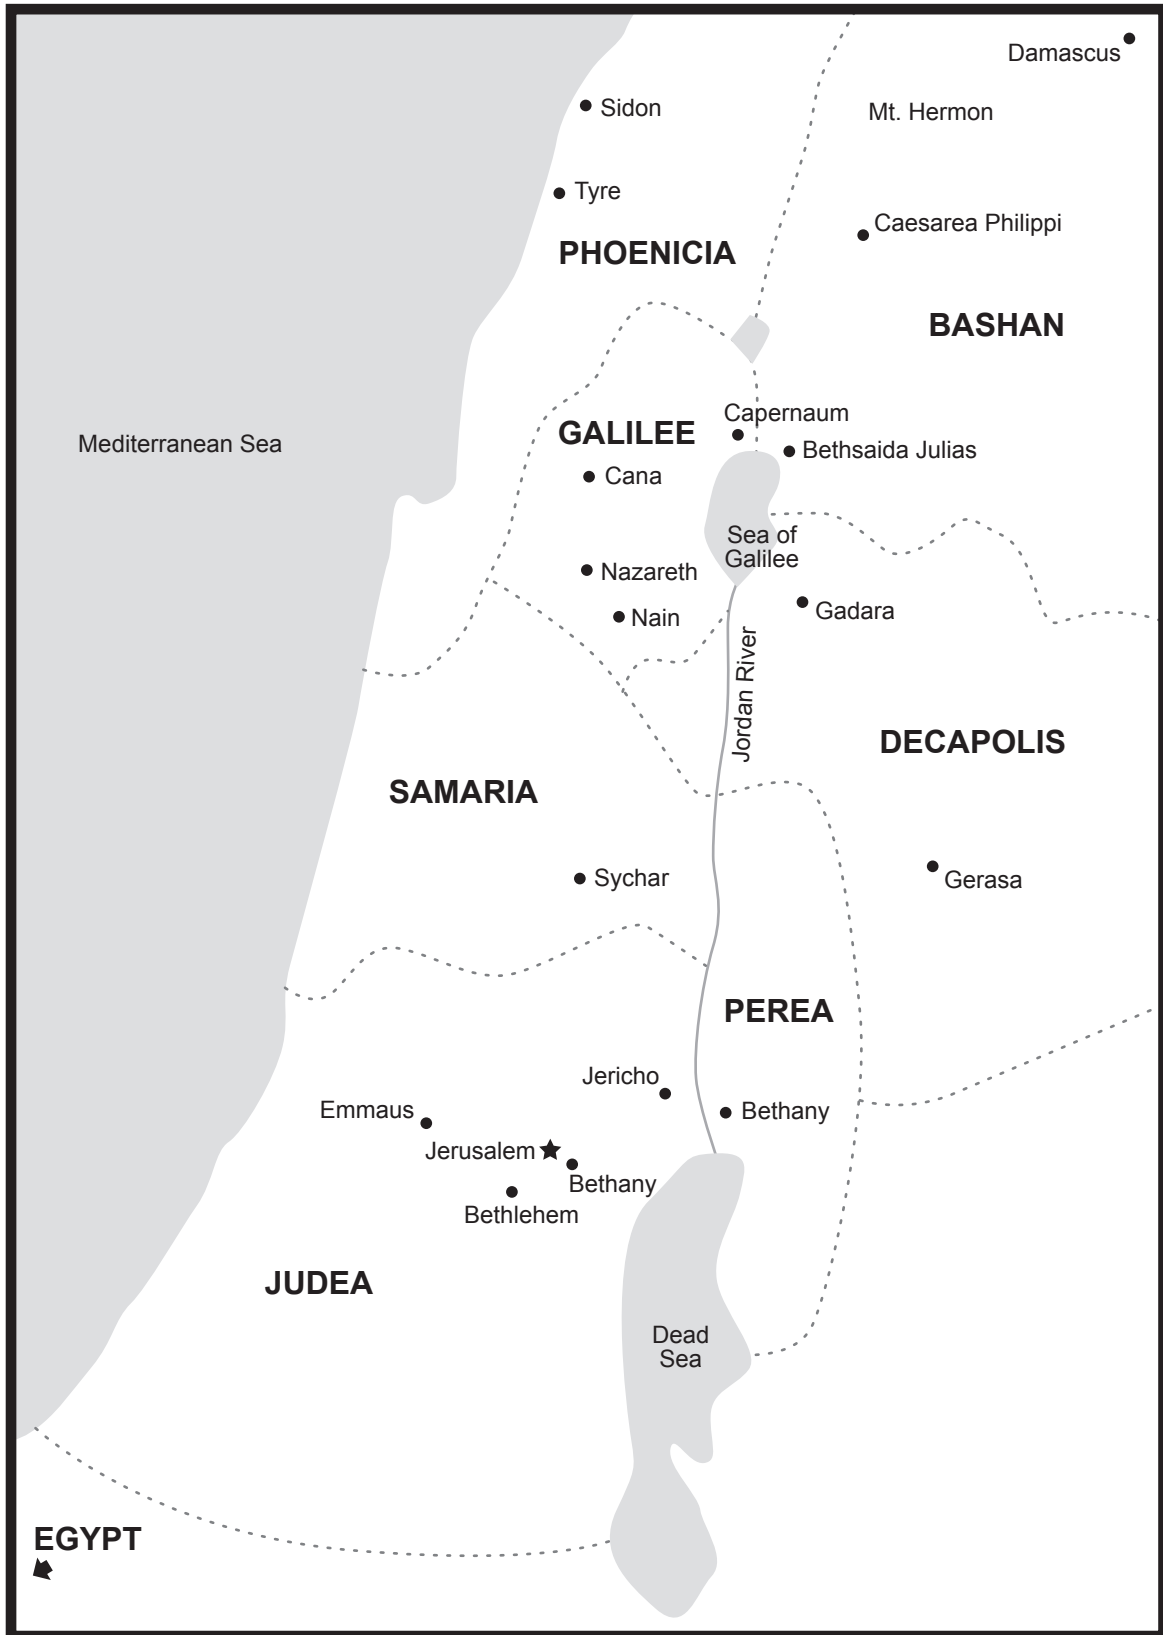 Damascus
Sidon
Mt. Hermon
Tyre
Caesarea Philippi
PHOENICIA
BASHAN
Capernaum
GALILEE
Mediterranean Sea
Bethsaida Julias
Cana
Sea of
Galilee
Nazareth
Gadara
Nain
Jordan River
DECAPOLIS
SAMARIA
Sychar
Gerasa
PEREA
Jericho
Emmaus
Bethany
Jerusalem
Bethany
Bethlehem
JUDEA
Dead
Sea
EGYPT